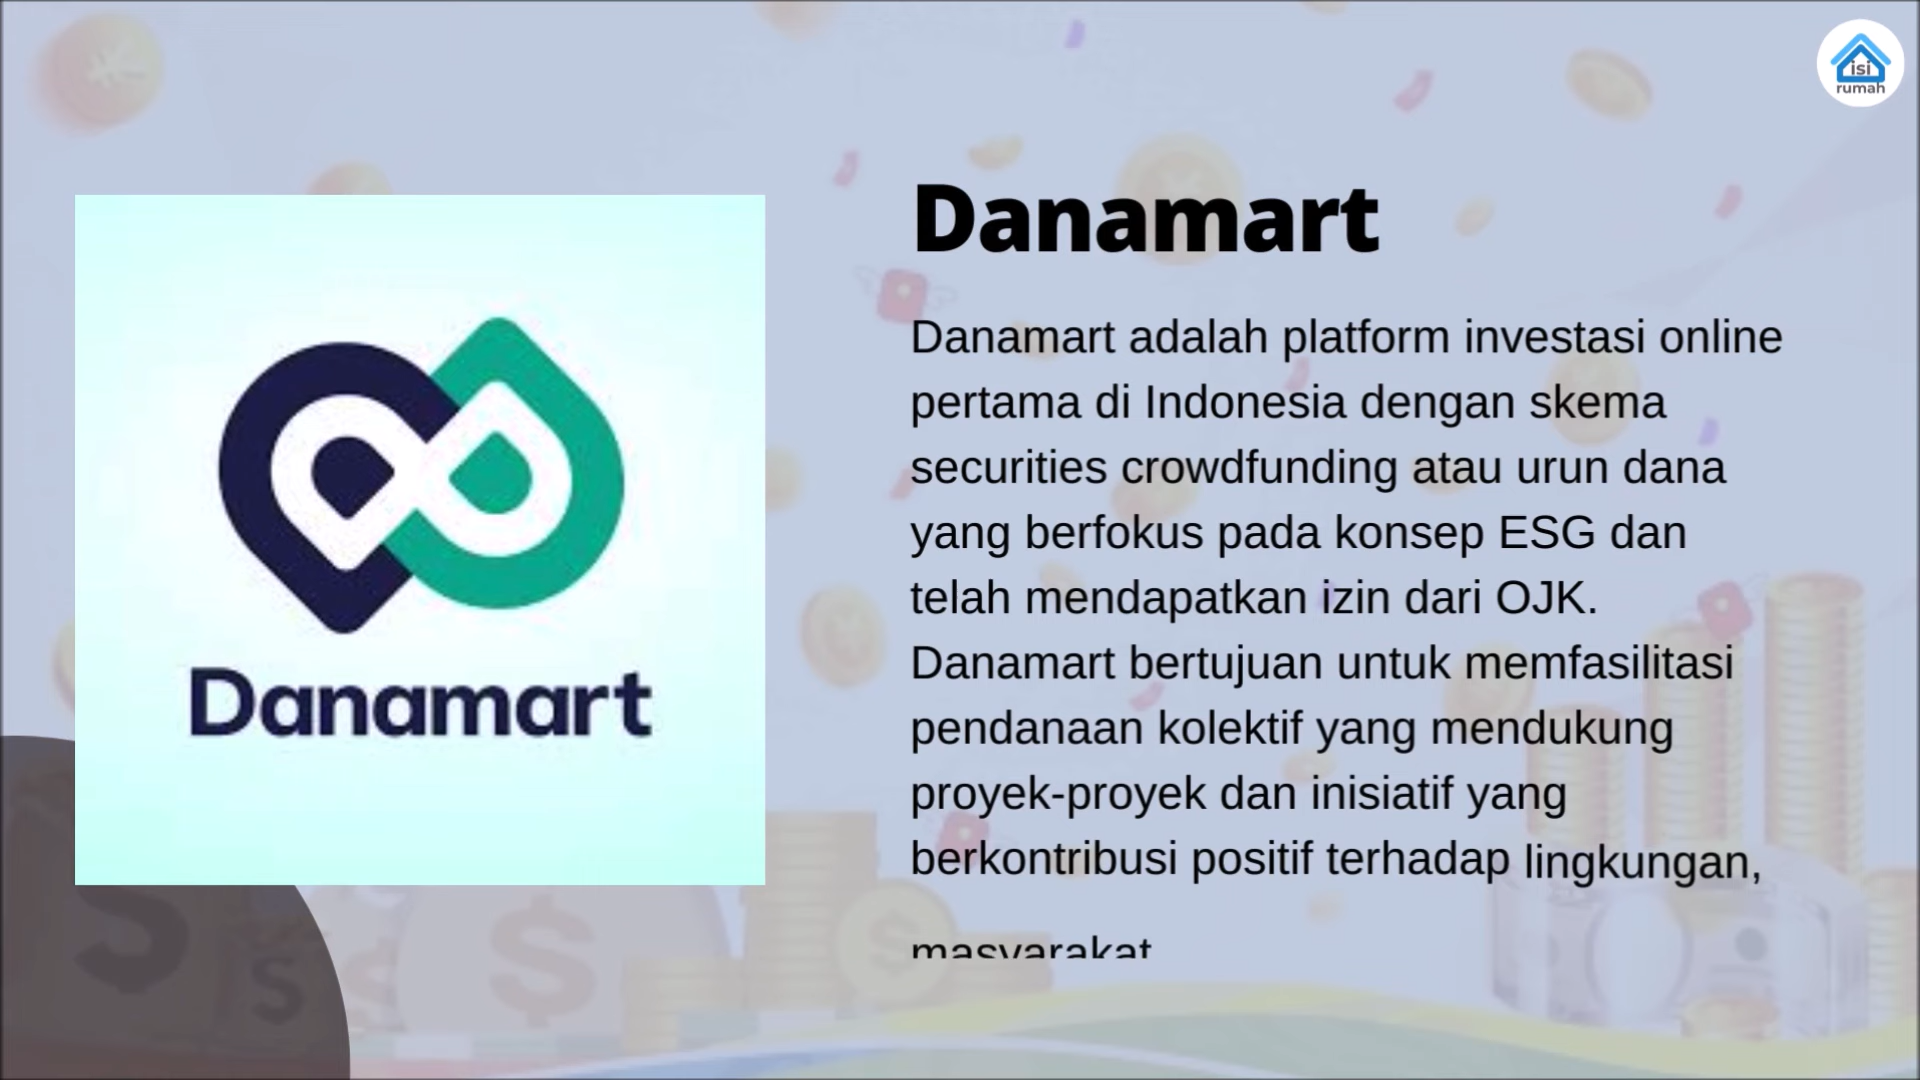 isi
rumah
Danamart
Danamart adalah platform investasi online
pertama di Indonesia dengan skema
securities crowdfunding atau urun dana
yang berfokus pada konsep ESG dan
telah mendapatkan izin dari OJK.
Danamart bertujuan untuk memfasilitasi
pendanaan kolektif yang mendukung
proyek-proyek dan inisiatif yang
berkontribusi positif terhadap lingkungan,
masyarakat
Danamart